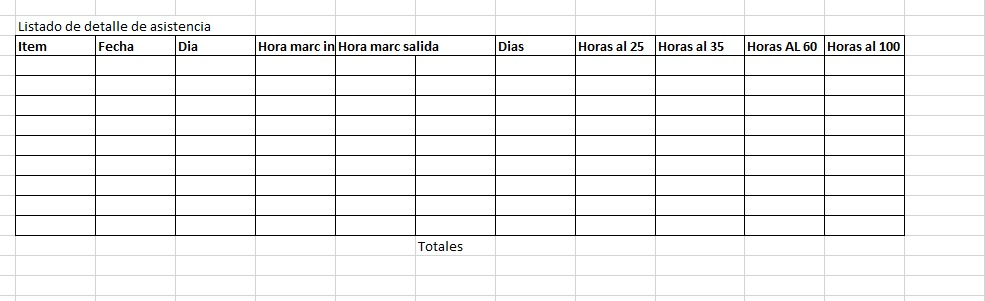 Listado de detalle de asistencia
Item Fecha Dia Hora marc in Hora marc salida Dias Horas al 25 Horas al 35 Horas AL 60 Horas al 100
Totales